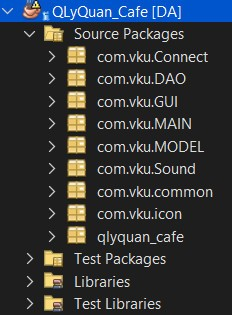 QLyQuan_Cafe [DA]
Source Packages
com.vku.Connect
com.vku.DAO
com.vku.GUI
com.vku.MAIN
com.vku.MODEL
com.vku.Sound
com.vku.common
com.vku.icon
qlyquan_cafe
Test Packages
Libraries
Test Libraries